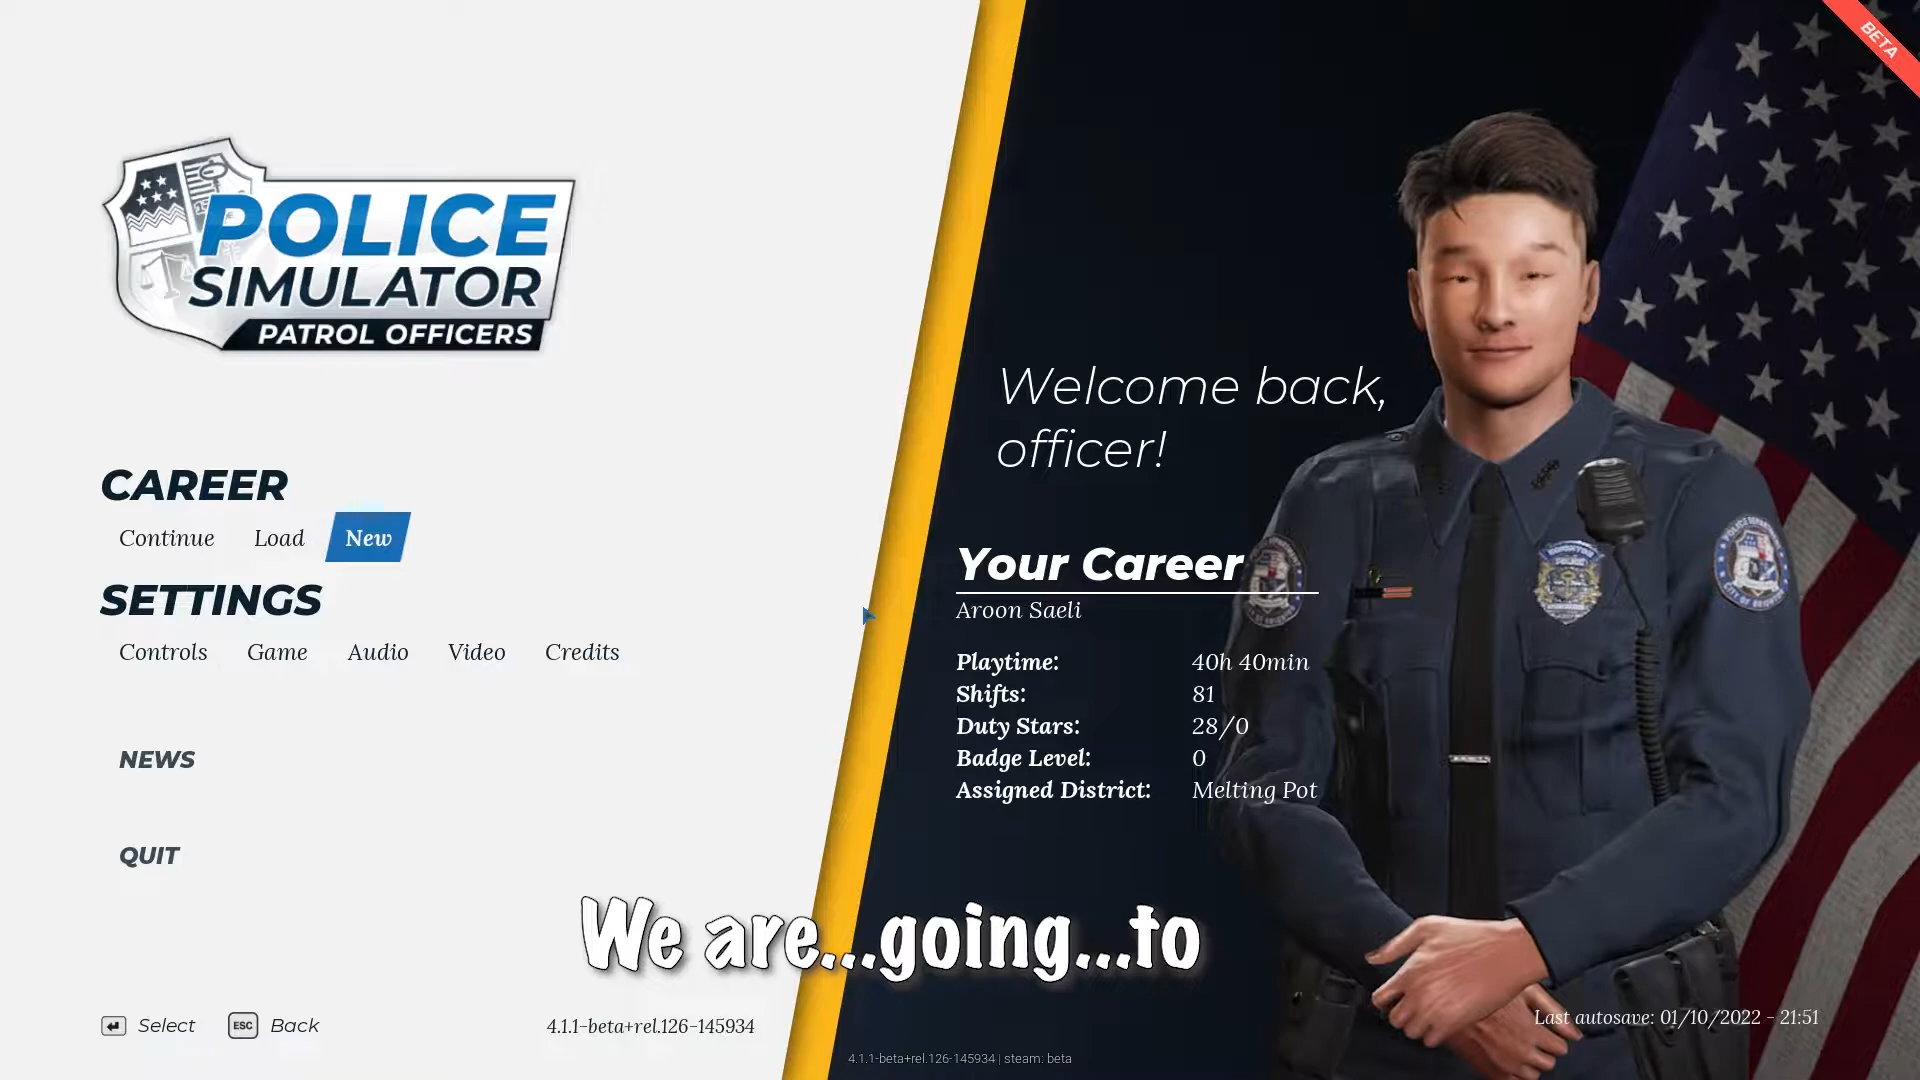 BETA
POLICE
SIMULATOR
PATROL OFFICERS
Welcome back,
officer!
CAREER
Continue Load New
SETTINGS
Controls Game Audio Video Credits
NEWS
QUIT
Your Career
Aroon Saeli
Playtime: 40h 40min
Shifts: 81
Duty Stars: 28/0
Badge Level: 0
Assigned District: Melting Pot
We are...going...to
Select ESC Back
4.1.1-beta+rel.126-145934
Last autosave: 01/10/2022 - 21:51
4.1.1-beta+rel.126-145934 | steam: beta